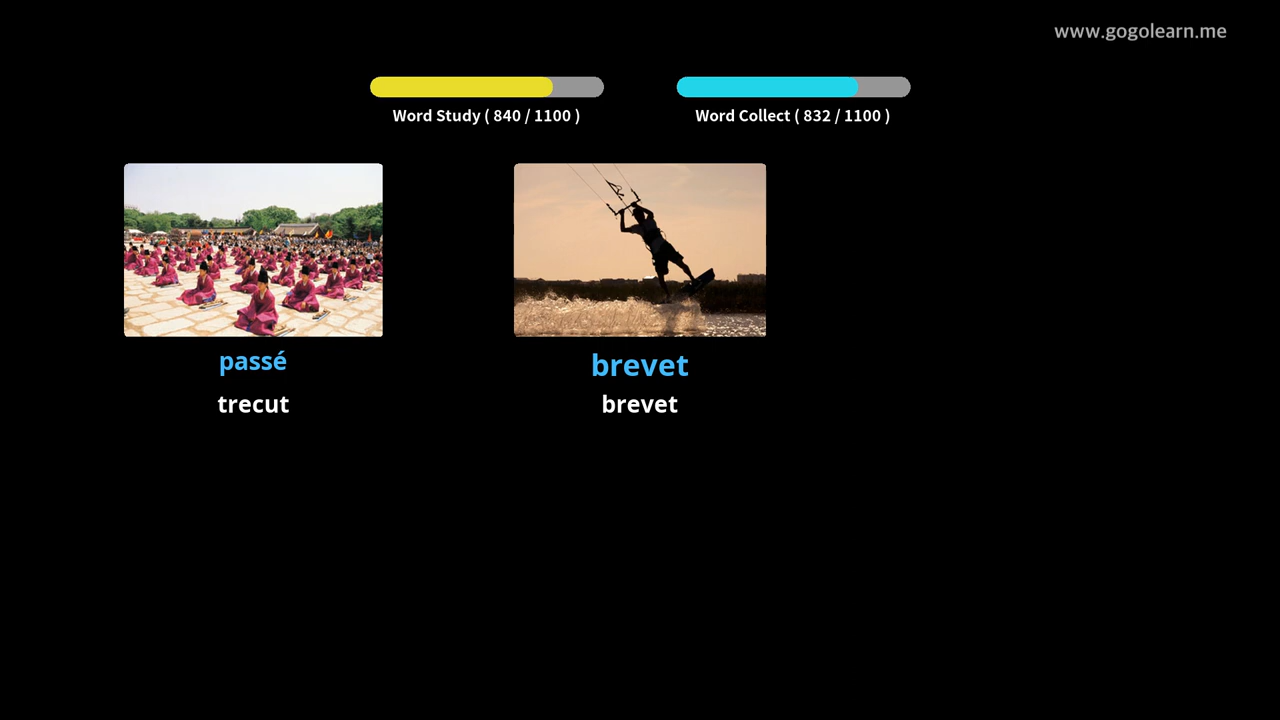 www.gogolearn.me
Word Study ( 840 / 1100 )
Word Collect ( 832 / 1100 )
passé
trecut
brevet
brevet